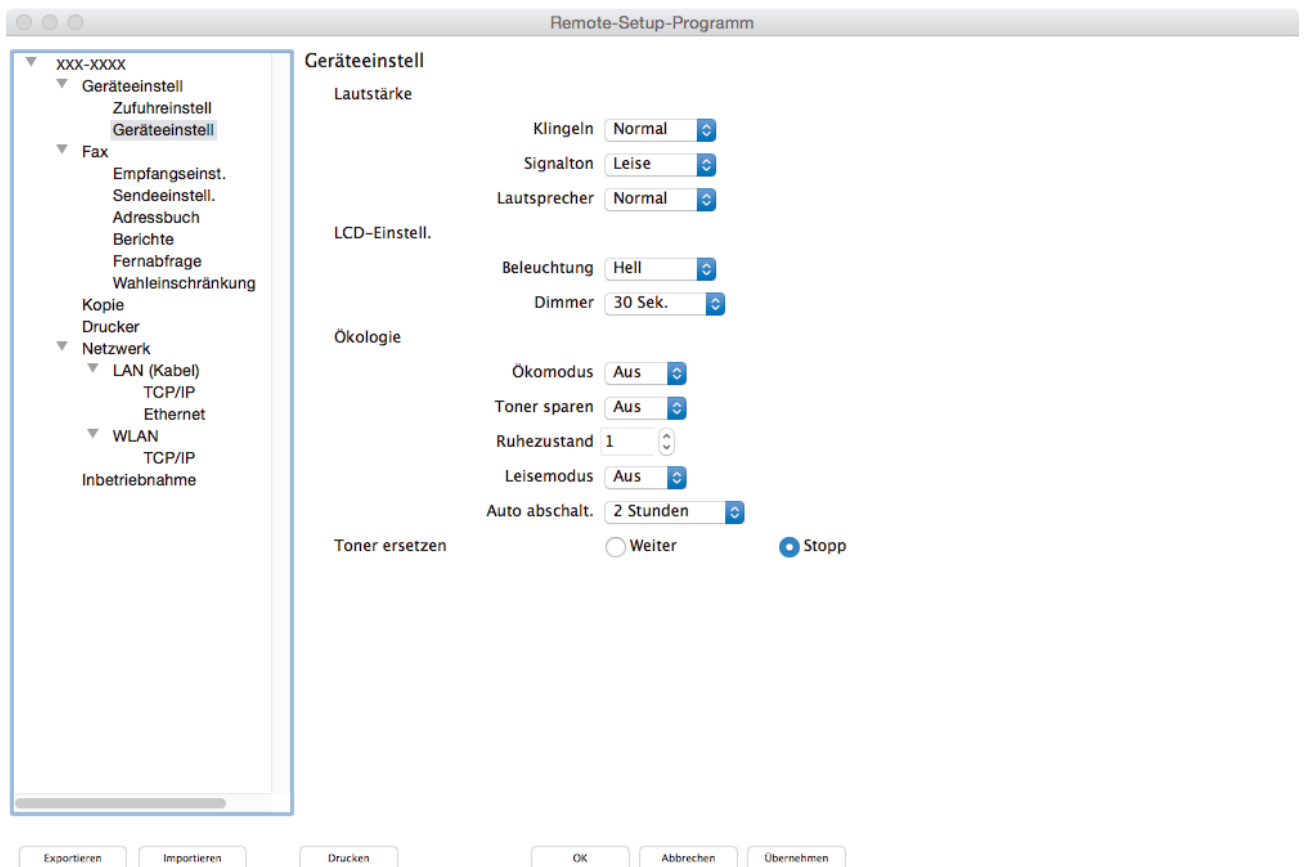 Remote-Setup-Programm
XXX-XXXX
Geräteeinstell
Zufuhreinstell
Geräteeinstell
Fax
Empfangseinst.
Sendeeinstell.
Adressbuch
Berichte
Fernabfrage
Wahleinschränkung
Kopie
Drucker
Netzwerk
LAN (Kabel)
TCP/IP
Ethernet
WLAN
TCP/IP
Inbetriebnahme
Geräteeinstell
Lautstärke
Klingeln Normal
Signalton Leise
Lautsprecher Normal
LCD-Einstell.
Beleuchtung Hell
Dimmer 30 Sek.
Ökologie
Ökomodus Aus
Toner sparen Aus
Ruhezustand 1
Leisemodus Aus
Auto abschalt. 2 Stunden
Toner ersetzen Weiter Stopp
Exportieren Importieren Drucken OK Abbrechen Übernehmen